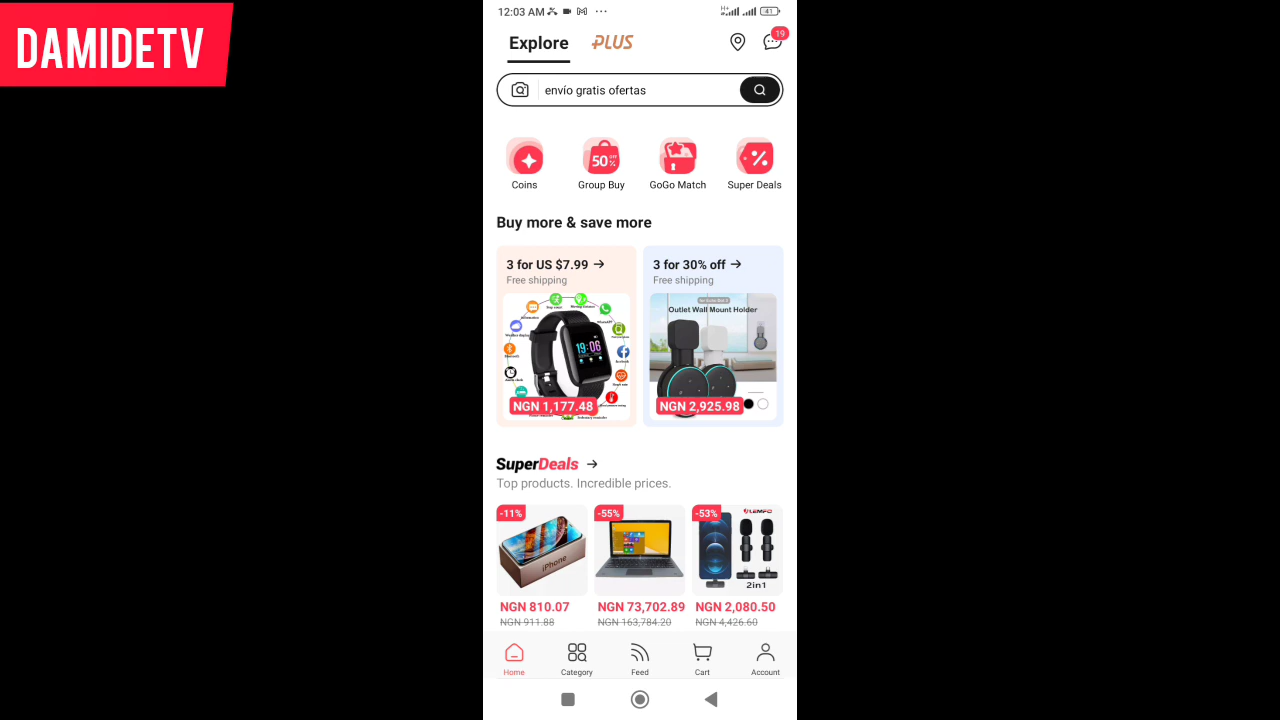 DAMIDETV
12:03 AM
H+
41
Explore
PLUS
19
envío gratis ofertas
50 OFF %
Coins
Group Buy
GoGo Match
Super Deals
Buy more & save more
3 for US $7.99
Free shipping
3 for 30% off
Free shipping
Outlet Wall Mount Holder
19:06
NGN 1,177.48
NGN 2,925.98
SuperDeals
Top products. Incredible prices.
-11%
-55%
-53%
LEMFO
iPhone
2in1
NGN 810.07
NGN 73,702.89
NGN 2,080.50
NGN 911.88
NGN 163,784.20
NGN 4,426.60
Home
Category
Feed
Cart
Account